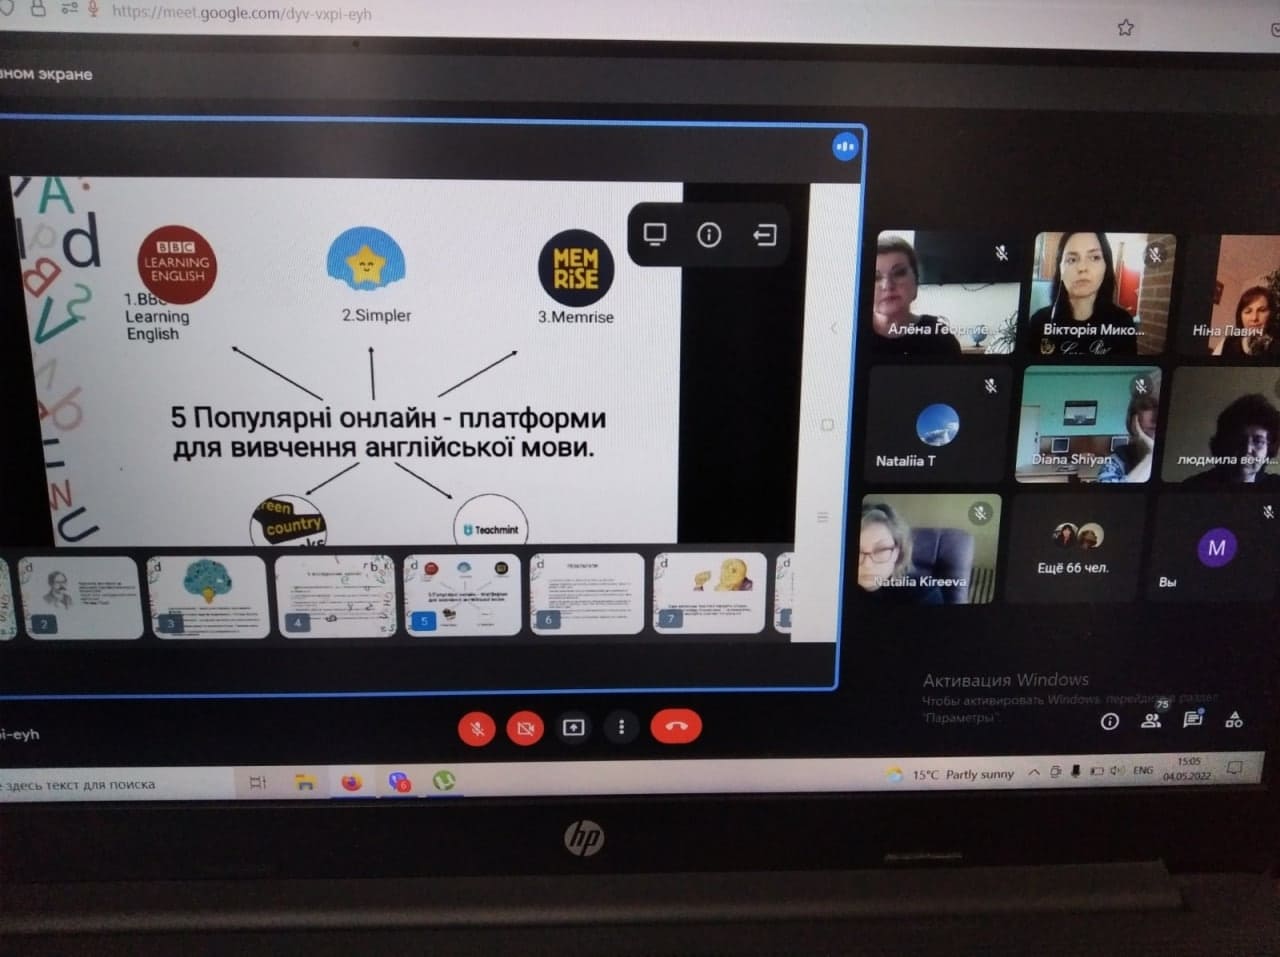 https://meet.google.com/dyv-vxpi-eyh
ном экране
BBC
LEARNING
ENGLISH
1.BBC
Learning
English
2.Simpler
MEM
RiSE
3.Memrise
5 Популярні онлайн - платформи
для вивчення англійської мови.
reen
country
Teachmint
2
3
4
5
6
РЕЗУЛЬТАТИ
7
Алёна Георгие...
Вікторія Мико...
Ніна Павич
Nataliia T
Diana Shiyan
людмила вечи...
Natalia Kireeva
Ещё 66 чел.
M
Вы
Активация Windows
Чтобы активировать Windows, перейдите в раздел
"Параметры".
75
i-eyh
здесь текст для поиска
6
15°C Partly sunny
ENG
15:05
04.05.2022
hp